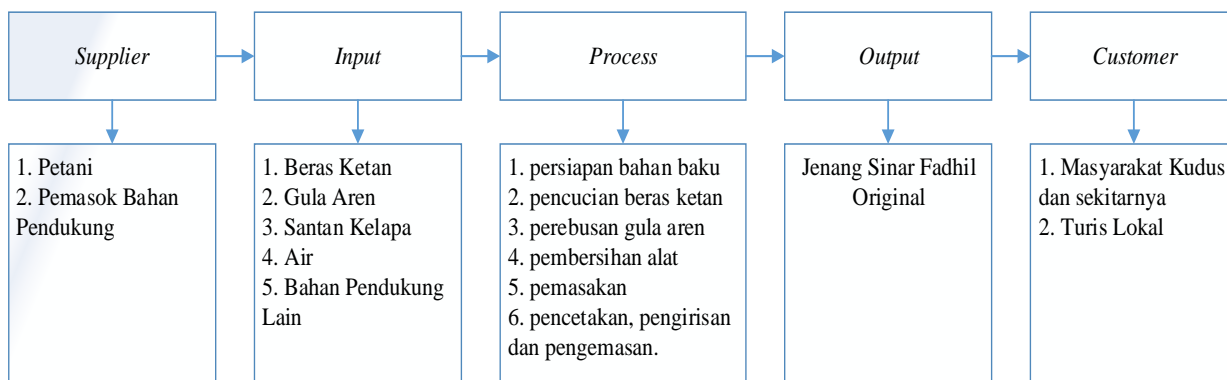 Supplier
Input
Process
Output
Customer
1. Petani
2. Pemasok Bahan
Pendukung
1. Beras Ketan
2. Gula Aren
3. Santan Kelapa
4. Air
5. Bahan Pendukung
Lain
1. persiapan bahan baku
2. pencucian beras ketan
3. perebusan gula aren
4. pembersihan alat
5. pemasakan
6. pencetakan, pengirisan
dan pengemasan.
Jenang Sinar Fadhil
Original
1. Masyarakat Kudus
dan sekitarnya
2. Turis Lokal